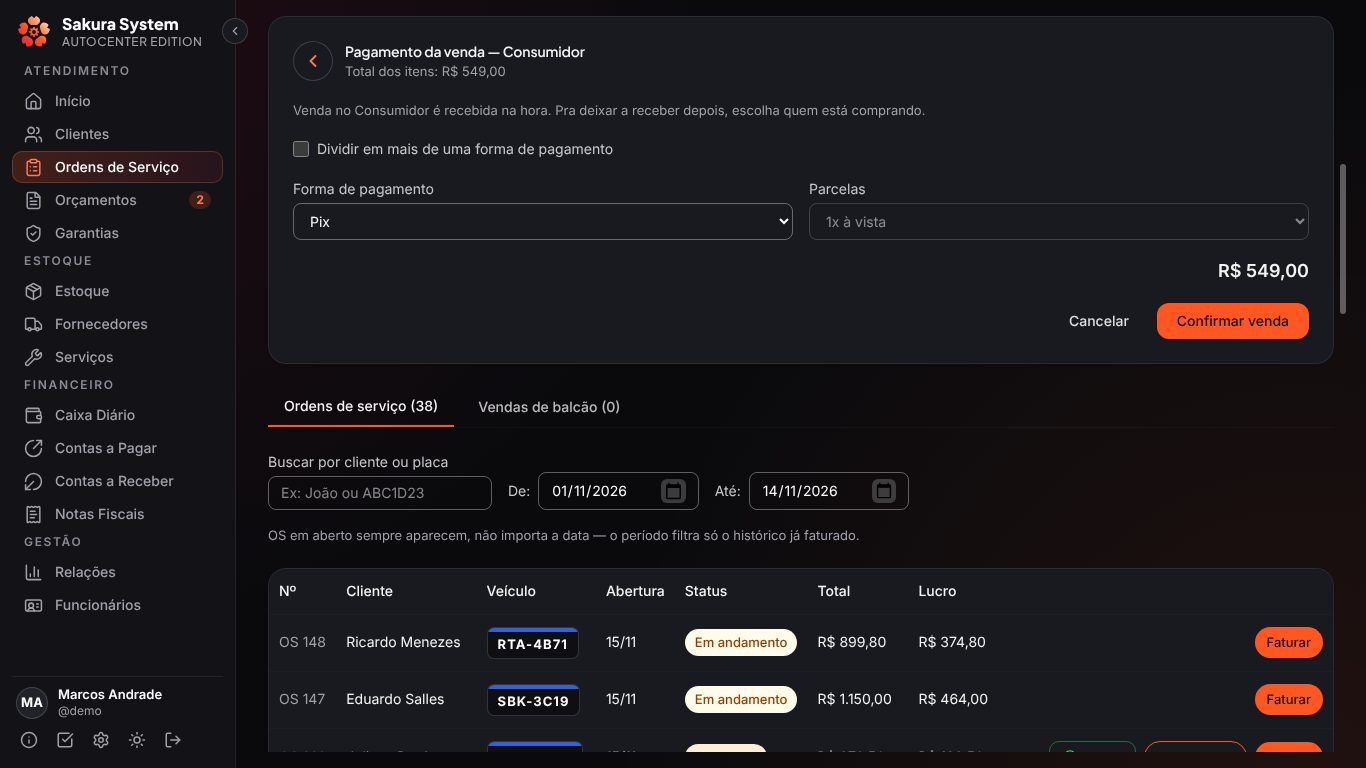 Sakura System
AUTOCENTER EDITION
ATENDIMENTO
Início
Clientes
Ordens de Serviço
Orçamentos 2
Garantias
ESTOQUE
Estoque
Fornecedores
Serviços
FINANCEIRO
Caixa Diário
Contas a Pagar
Contas a Receber
Notas Fiscais
GESTÃO
Relações
Funcionários
MA
Marcos Andrade
@demo
Pagamento da venda — Consumidor
Total dos itens: R$ 549,00
Venda no Consumidor é recebida na hora. Pra deixar a receber depois, escolha quem está comprando.
Dividir em mais de uma forma de pagamento
Forma de pagamento Parcelas
Pix 1x à vista
R$ 549,00
Cancelar Confirmar venda
Ordens de serviço (38) Vendas de balcão (0)
Buscar por cliente ou placa
Ex: João ou ABC1D23 De: 01/11/2026 Até: 14/11/2026
OS em aberto sempre aparecem, não importa a data — o período filtra só o histórico já faturado.
Nº Cliente Veículo Abertura Status Total Lucro
OS 148 Ricardo Menezes RTA-4B71 15/11 Em andamento R$ 899,80 R$ 374,80 Faturar
OS 147 Eduardo Salles SBK-3C19 15/11 Em andamento R$ 1.150,00 R$ 464,00 Faturar